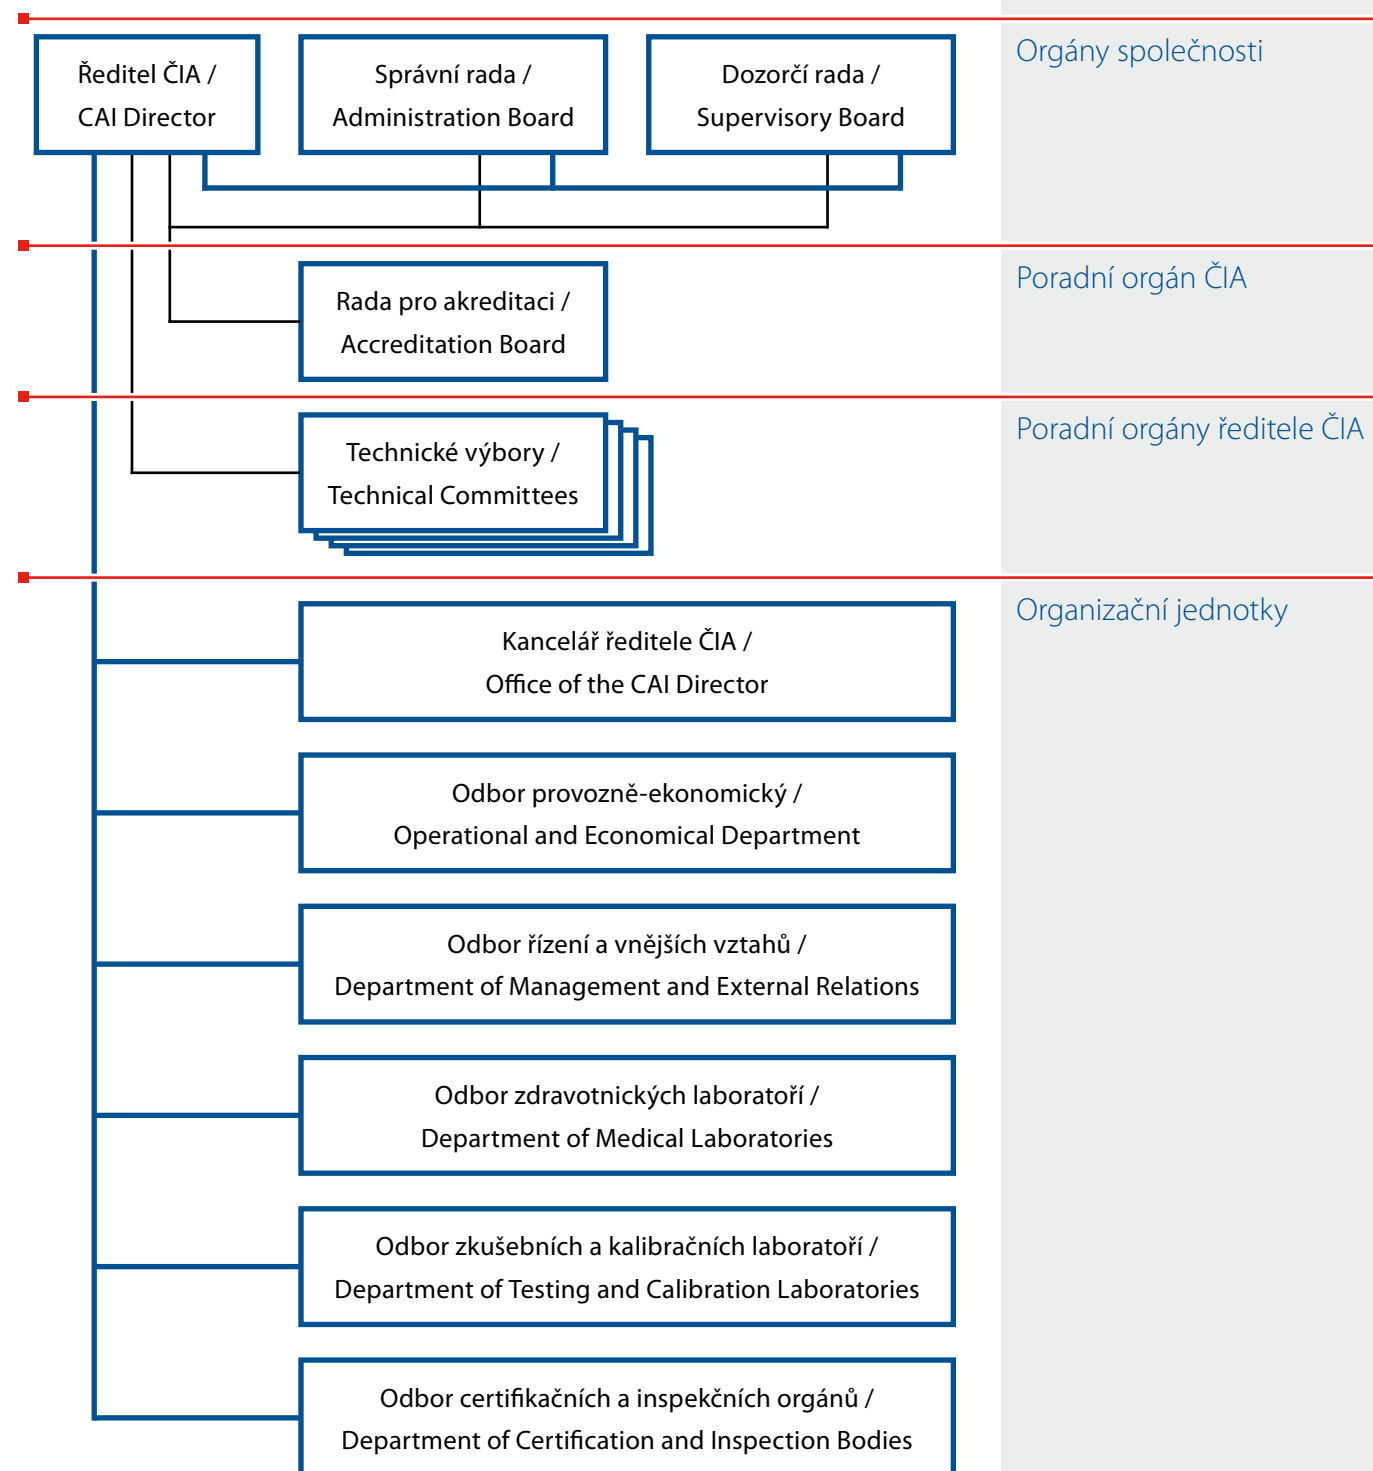 Orgány společnosti
Ředitel ČIA /
CAI Director
Správní rada /
Administration Board
Dozorčí rada /
Supervisory Board
Poradní orgán ČIA
Rada pro akreditaci /
Accreditation Board
Poradní orgány ředitele ČIA
Technické výbory /
Technical Committees
Organizační jednotky
Kancelář ředitele ČIA /
Office of the CAI Director
Odbor provozně-ekonomický /
Operational and Economical Department
Odbor řízení a vnějších vztahů /
Department of Management and External Relations
Odbor zdravotnických laboratoří /
Department of Medical Laboratories
Odbor zkušebních a kalibračních laboratoří /
Department of Testing and Calibration Laboratories
Odbor certifikačních a inspekčních orgánů /
Department of Certification and Inspection Bodies